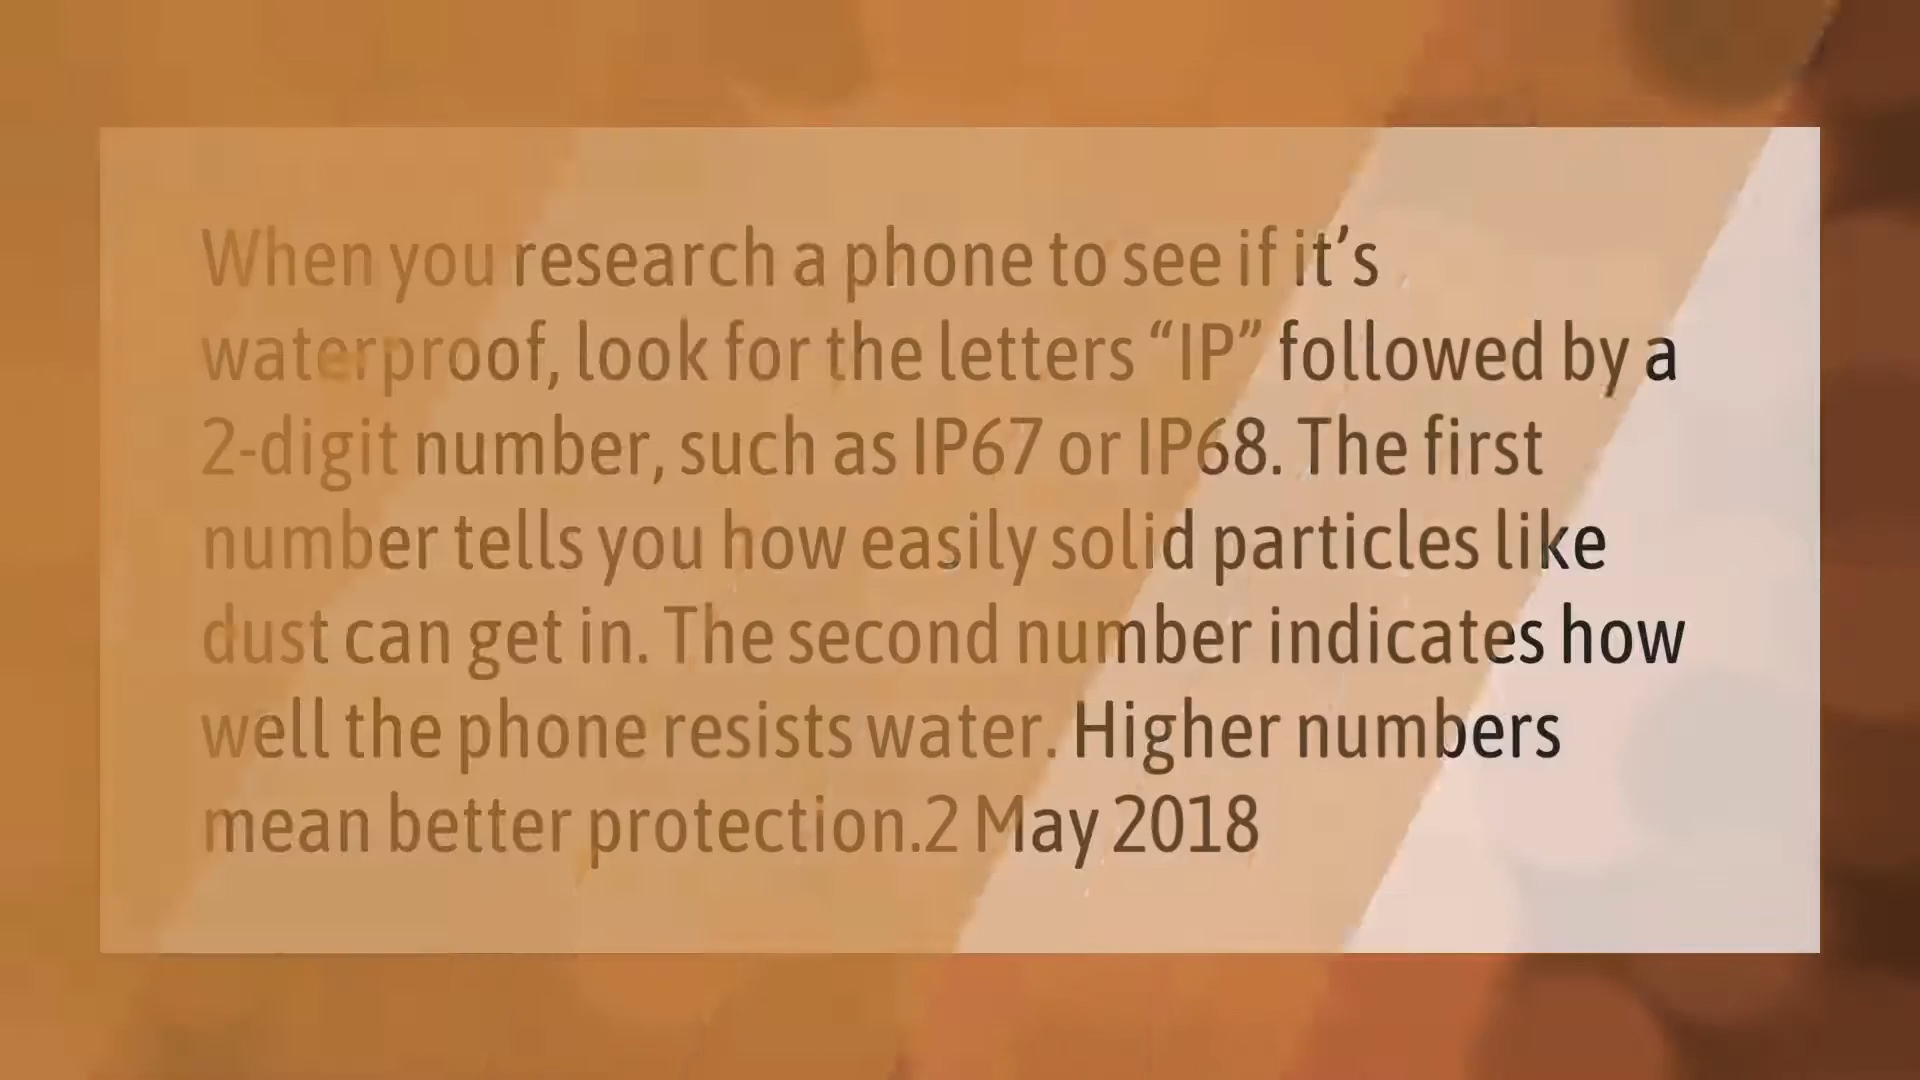 When you research a phone to see if it’s
waterproof, look for the letters “IP” followed by a
2-digit number, such as IP67 or IP68. The first
number tells you how easily solid particles like
dust can get in. The second number indicates how
well the phone resists water. Higher numbers
mean better protection.2 May 2018